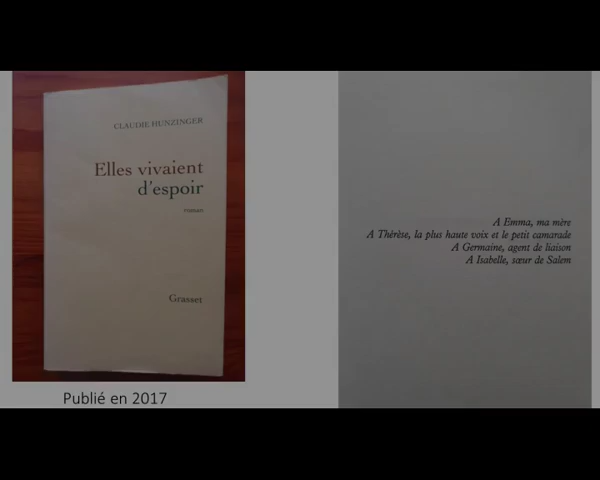 CLAUDIE HUNZINGER
Elles vivaient
d'espoir
roman
Grasset
Publié en 2017
A Emma, ma mère
A Thérèse, la plus haute voix et le petit camarade
A Germaine, agent de liaison
A Isabelle, sœur de Salem